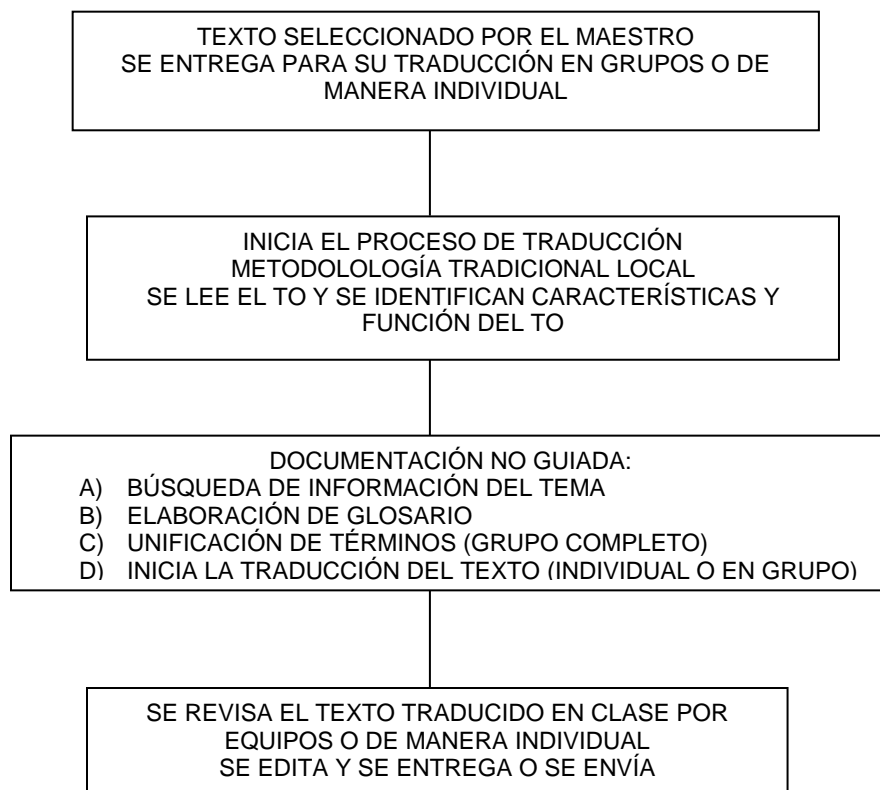 TEXTO SELECCIONADO POR EL MAESTRO
SE ENTREGA PARA SU TRADUCCIÓN EN GRUPOS O DE
MANERA INDIVIDUAL
INICIA EL PROCESO DE TRADUCCIÓN
METODOLOLOGÍA TRADICIONAL LOCAL
SE LEE EL TO Y SE IDENTIFICAN CARACTERÍSTICAS Y
FUNCIÓN DEL TO
DOCUMENTACIÓN NO GUIADA:
A) BÚSQUEDA DE INFORMACIÓN DEL TEMA
B) ELABORACIÓN DE GLOSARIO
C) UNIFICACIÓN DE TÉRMINOS (GRUPO COMPLETO)
D) INICIA LA TRADUCCIÓN DEL TEXTO (INDIVIDUAL O EN GRUPO)
SE REVISA EL TEXTO TRADUCIDO EN CLASE POR
EQUIPOS O DE MANERA INDIVIDUAL
SE EDITA Y SE ENTREGA O SE ENVÍA